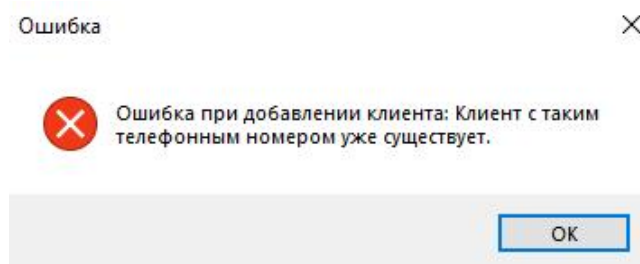 Ошибка
Ошибка при добавлении клиента: Клиент с таким
телефонным номером уже существует.
OK